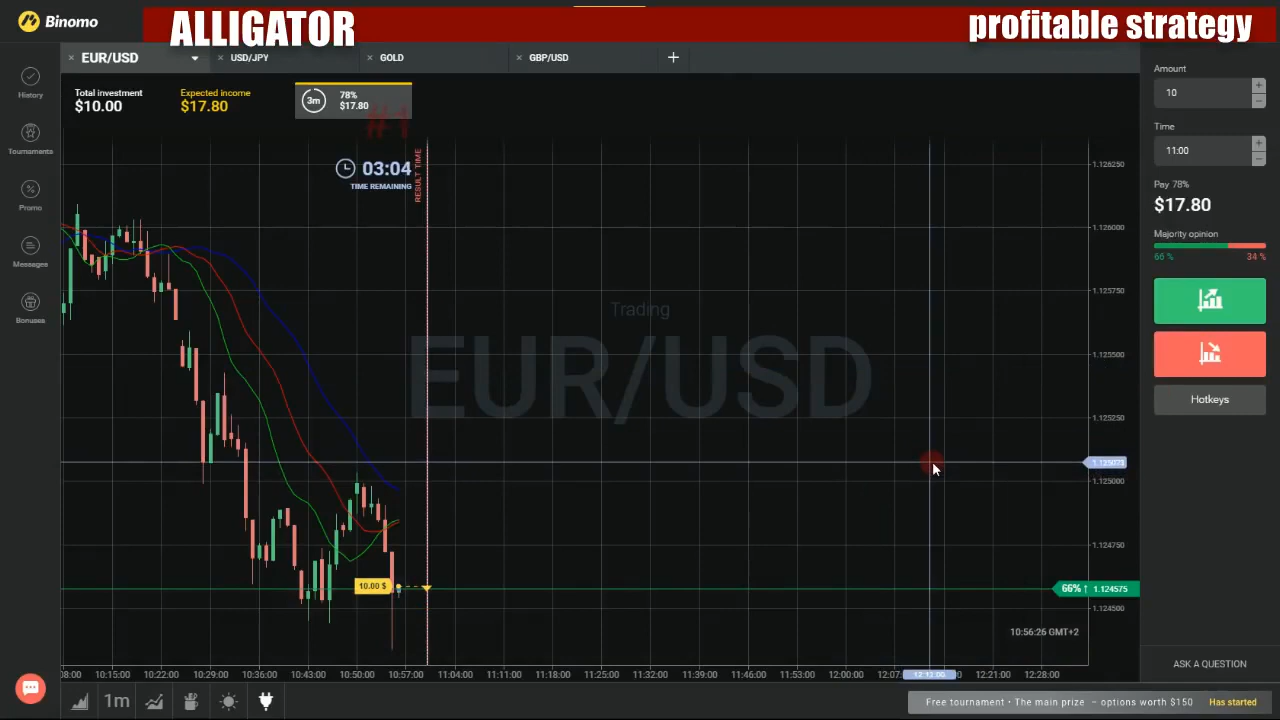 Binomo
ALLIGATOR
profitable strategy
EUR/USD
USD/JPY
GOLD
GBP/USD
History
Tournaments
Promo
Messages
Bonuses
Total investment
$10.00
Expected income
$17.80
3m
78%
$17.80
#1
03:04
TIME REMAINING
RESULT TIME
Trading
EUR/USD
1.126250
1.126000
1.125750
1.125500
1.125250
1.125000
1.124750
1.124500
10.00 $
66% ↑ 1.124575
10:56:26 GMT+2
10:15:00
10:22:00
10:29:00
10:36:00
10:43:00
10:50:00
10:57:00
11:04:00
11:11:00
11:18:00
11:25:00
11:32:00
11:39:00
11:46:00
11:53:00
12:00:00
12:12:00
12:21:00
12:28:00
1m
Amount
10
Time
11:00
Pay 78%
$17.80
Majority opinion
66 %
34 %
Hotkeys
ASK A QUESTION
Free tournament • The main prize – options worth $150 Has started